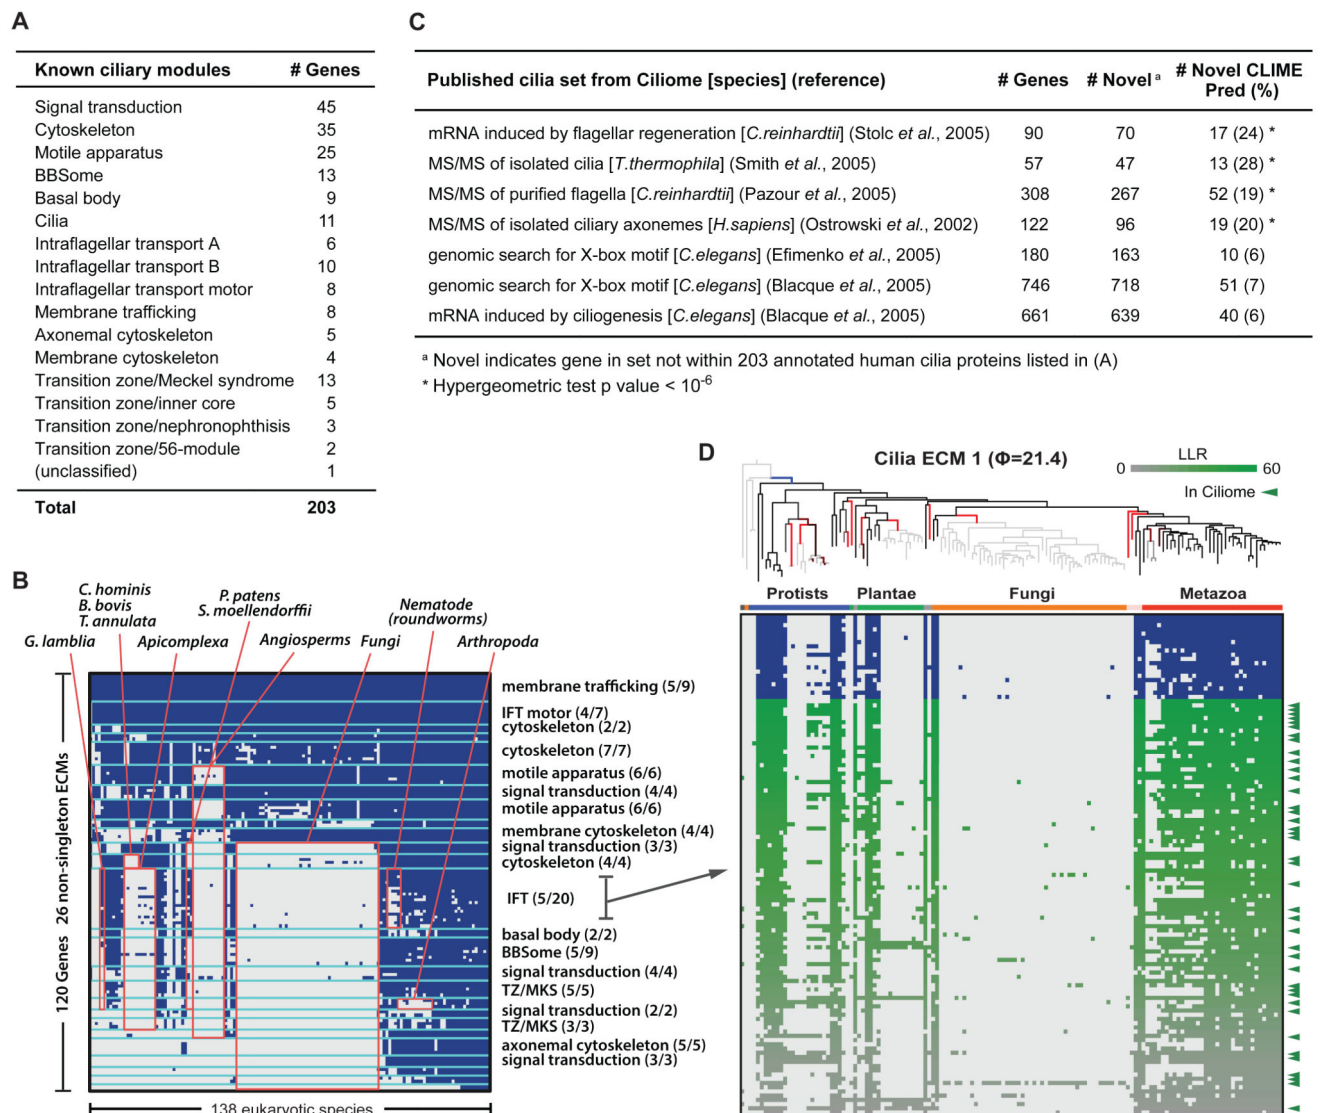 A
Known ciliary modules # Genes
Signal transduction 45
Cytoskeleton 35
Motile apparatus 25
BBSome 13
Basal body 9
Cilia 11
Intraflagellar transport A 6
Intraflagellar transport B 10
Intraflagellar transport motor 8
Membrane trafficking 8
Axonemal cytoskeleton 5
Membrane cytoskeleton 4
Transition zone/Meckel syndrome 13
Transition zone/inner core 5
Transition zone/nephronophthisis 3
Transition zone/56-module 2
(unclassified) 1
Total 203
C
Published cilia set from Ciliome [species] (reference) # Genes # Novel a # Novel CLIME
Pred (%)
mRNA induced by flagellar regeneration [C.reinhardtii] (Stolc et al., 2005) 90 70 17 (24) *
MS/MS of isolated cilia [T.thermophila] (Smith et al., 2005) 57 47 13 (28) *
MS/MS of purified flagella [C.reinhardtii] (Pazour et al., 2005) 308 267 52 (19) *
MS/MS of isolated ciliary axonemes [H.sapiens] (Ostrowski et al., 2002) 122 96 19 (20) *
genomic search for X-box motif [C.elegans] (Efimenko et al., 2005) 180 163 10 (6)
genomic search for X-box motif [C.elegans] (Blacque et al., 2005) 746 718 51 (7)
mRNA induced by ciliogenesis [C.elegans] (Blacque et al., 2005) 661 639 40 (6)
a Novel indicates gene in set not within 203 annotated human cilia proteins listed in (A)
* Hypergeometric test p value < 10-6
B
C. hominis
B. bovis
T. annulata
P. patens
S. moellendorffii
Nematode
(roundworms)
G. lamblia Apicomplexa Angiosperms Fungi Arthropoda
120 Genes 26 non-singleton ECMs
membrane trafficking (5/9)
IFT motor (4/7)
cytoskeleton (2/2)
cytoskeleton (7/7)
motile apparatus (6/6)
signal transduction (4/4)
motile apparatus (6/6)
membrane cytoskeleton (4/4)
signal transduction (3/3)
cytoskeleton (4/4)
IFT (5/20)
basal body (2/2)
BBSome (5/9)
signal transduction (4/4)
TZ/MKS (5/5)
signal transduction (2/2)
TZ/MKS (3/3)
axonemal cytoskeleton (5/5)
signal transduction (3/3)
138 eukaryotic species
D
Cilia ECM 1 (Φ=21.4)
LLR
0 60
In Ciliome
Protists Plantae Fungi Metazoa